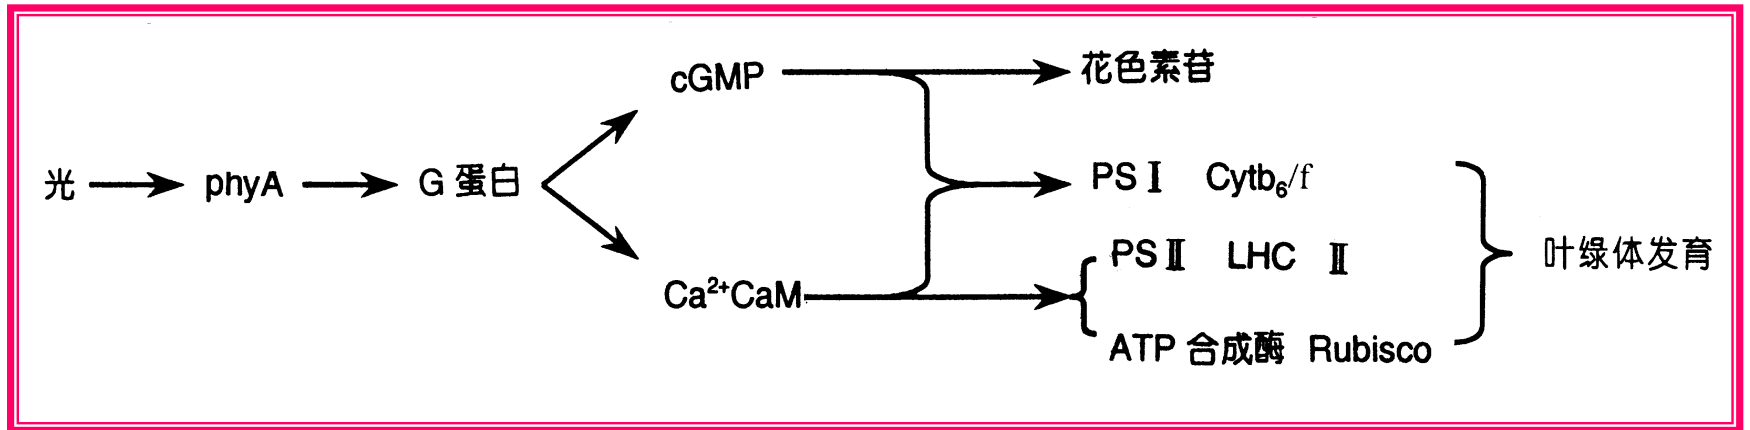 cGMP
花色素苷
光
phyA
G 蛋白
PS Ⅰ Cytb₆/f
PS Ⅱ LHC Ⅱ
叶绿体发育
Ca²⁺CaM
ATP 合成酶 Rubisco